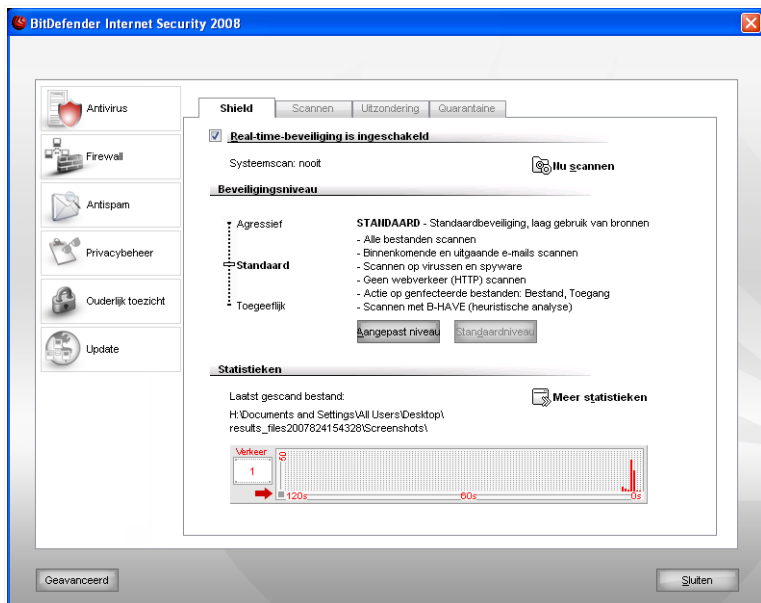 BitDefender Internet Security 2008
Antivirus
Firewall
Antispam
Privacybeheer
Ouderlijk toezicht
Update
Shield
Scannen
Uitzondering
Quarantaine
Real-time-beveiliging is ingeschakeld
Systeemscan: nooit
Nu scannen
Beveiligingsniveau
Agressief
Standaard
Toegeeflijk
STANDAARD - Standaardbeveiliging, laag gebruik van bronnen
- Alle bestanden scannen
- Binnenkomende en uitgaande e-mails scannen
- Scannen op virussen en spyware
- Geen webverkeer (HTTP) scannen
- Actie op genfecteerde bestanden: Bestand, Toegang
- Scannen met B-HAVE (heuristische analyse)
Aangepast niveau
Standaardniveau
Statistieken
Laatst gescand bestand:
Meer statistieken
H:\Documents and Settings\All Users\Desktop\
results_files2007824154328\Screenshots\
Verkeer
1
60
120s
60s
0s
Geavanceerd
Sluiten